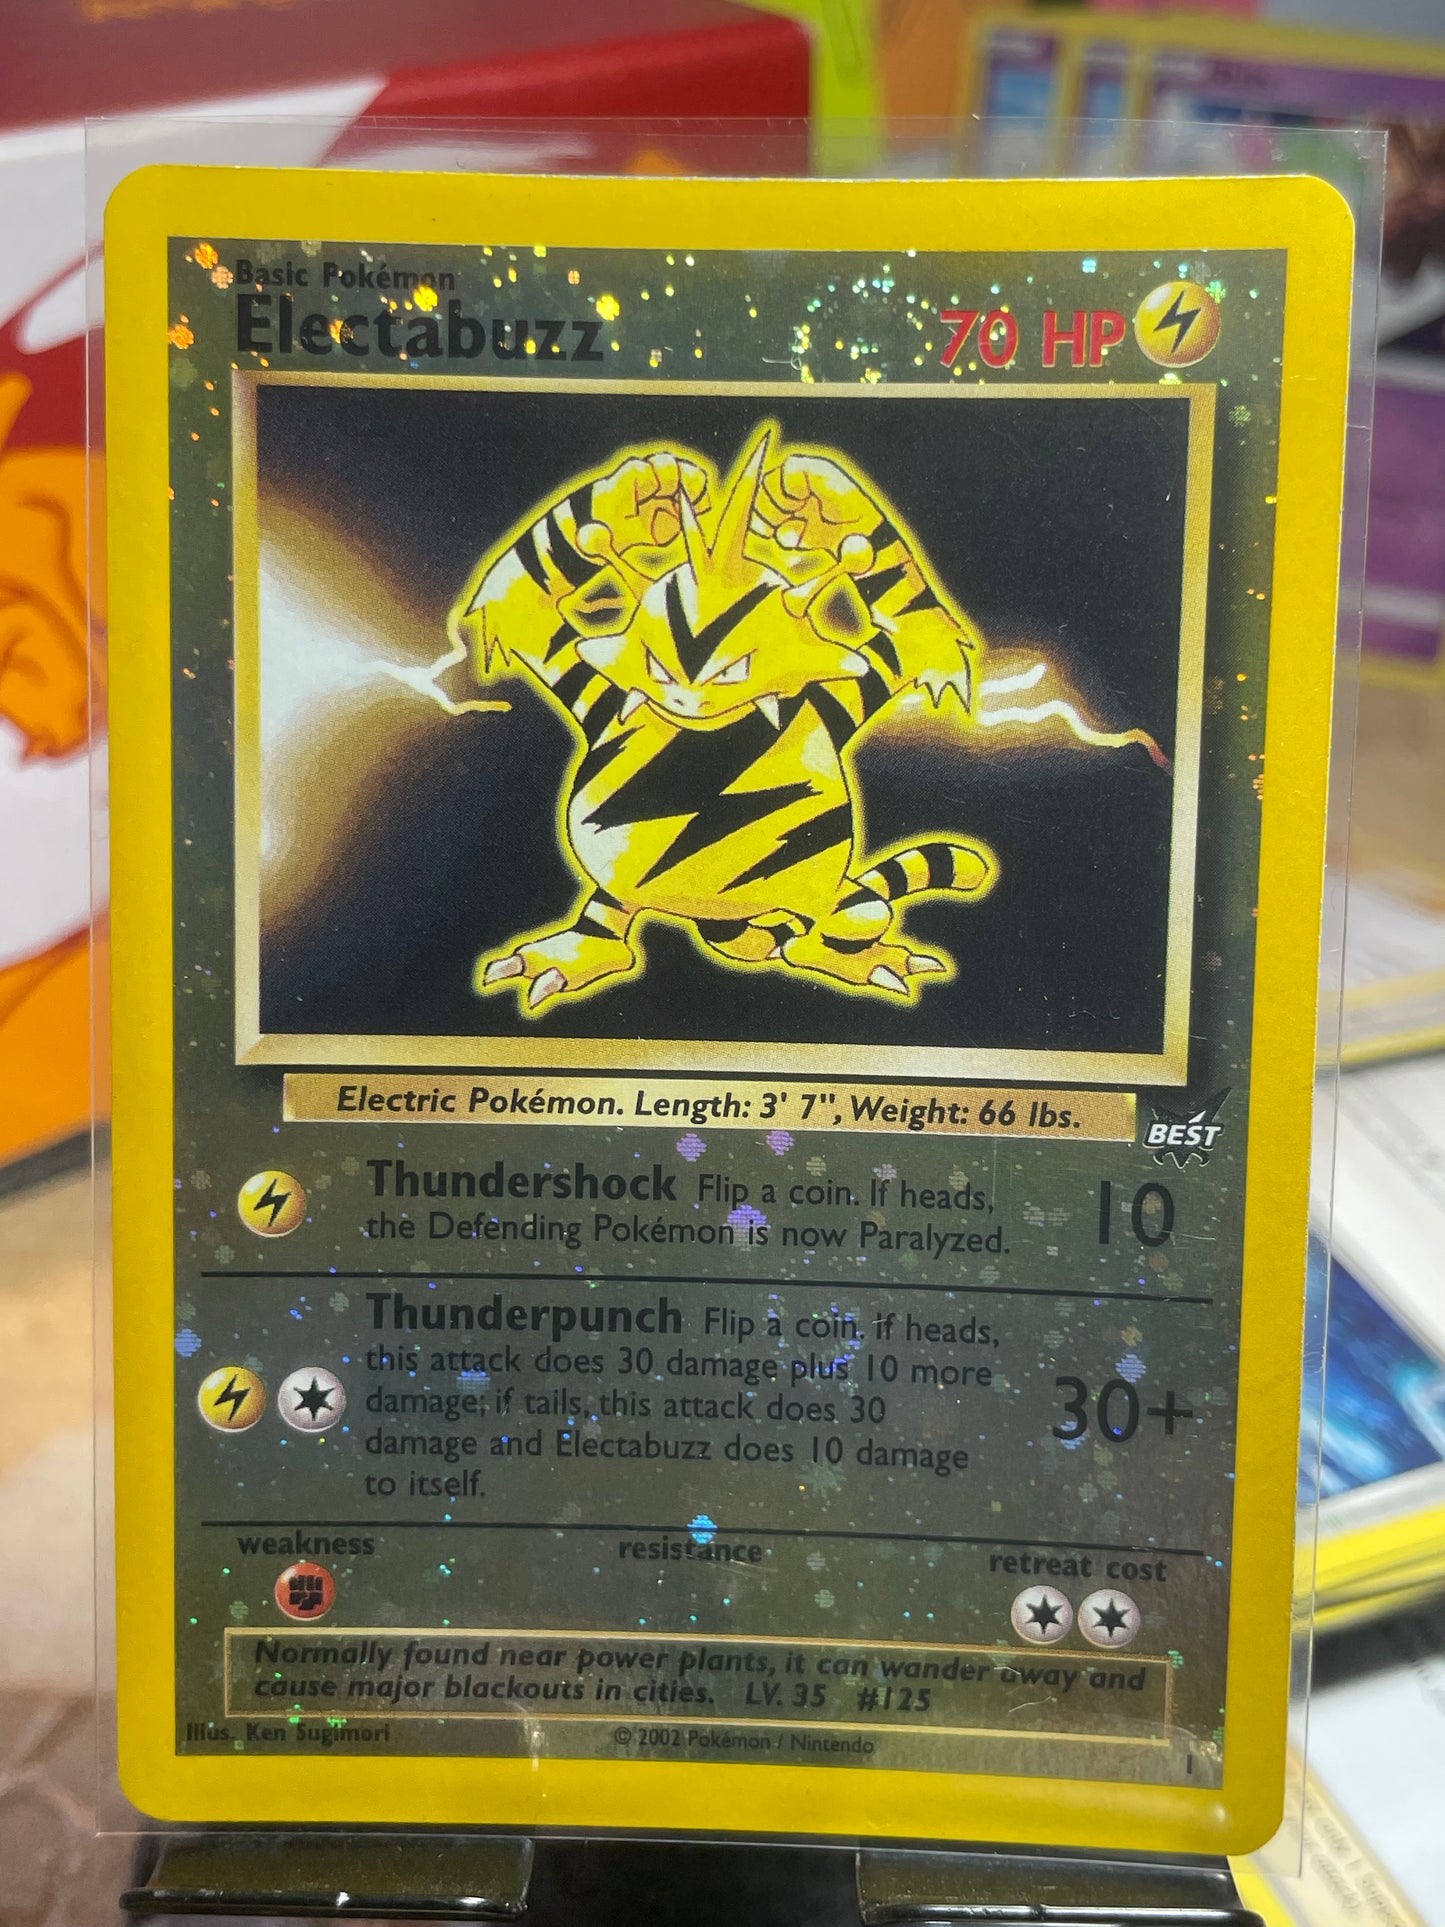 Basic Pokémon
Electabuzz
70 HP
Electric Pokémon. Length: 3' 7", Weight: 66 lbs.
BEST
Thundershock Flip a coin. If heads,
the Defending Pokémon is now Paralyzed.
10
Thunderpunch Flip a coin. If heads,
this attack does 30 damage plus 10 more
damage; if tails, this attack does 30
damage and Electabuzz does 10 damage
to itself.
30+
weakness
resistance
retreat cost
Normally found near power plants, it can wander away and
cause major blackouts in cities. LV. 35 #125
Illus. Ken Sugimori
© 2002 Pokémon / Nintendo
1